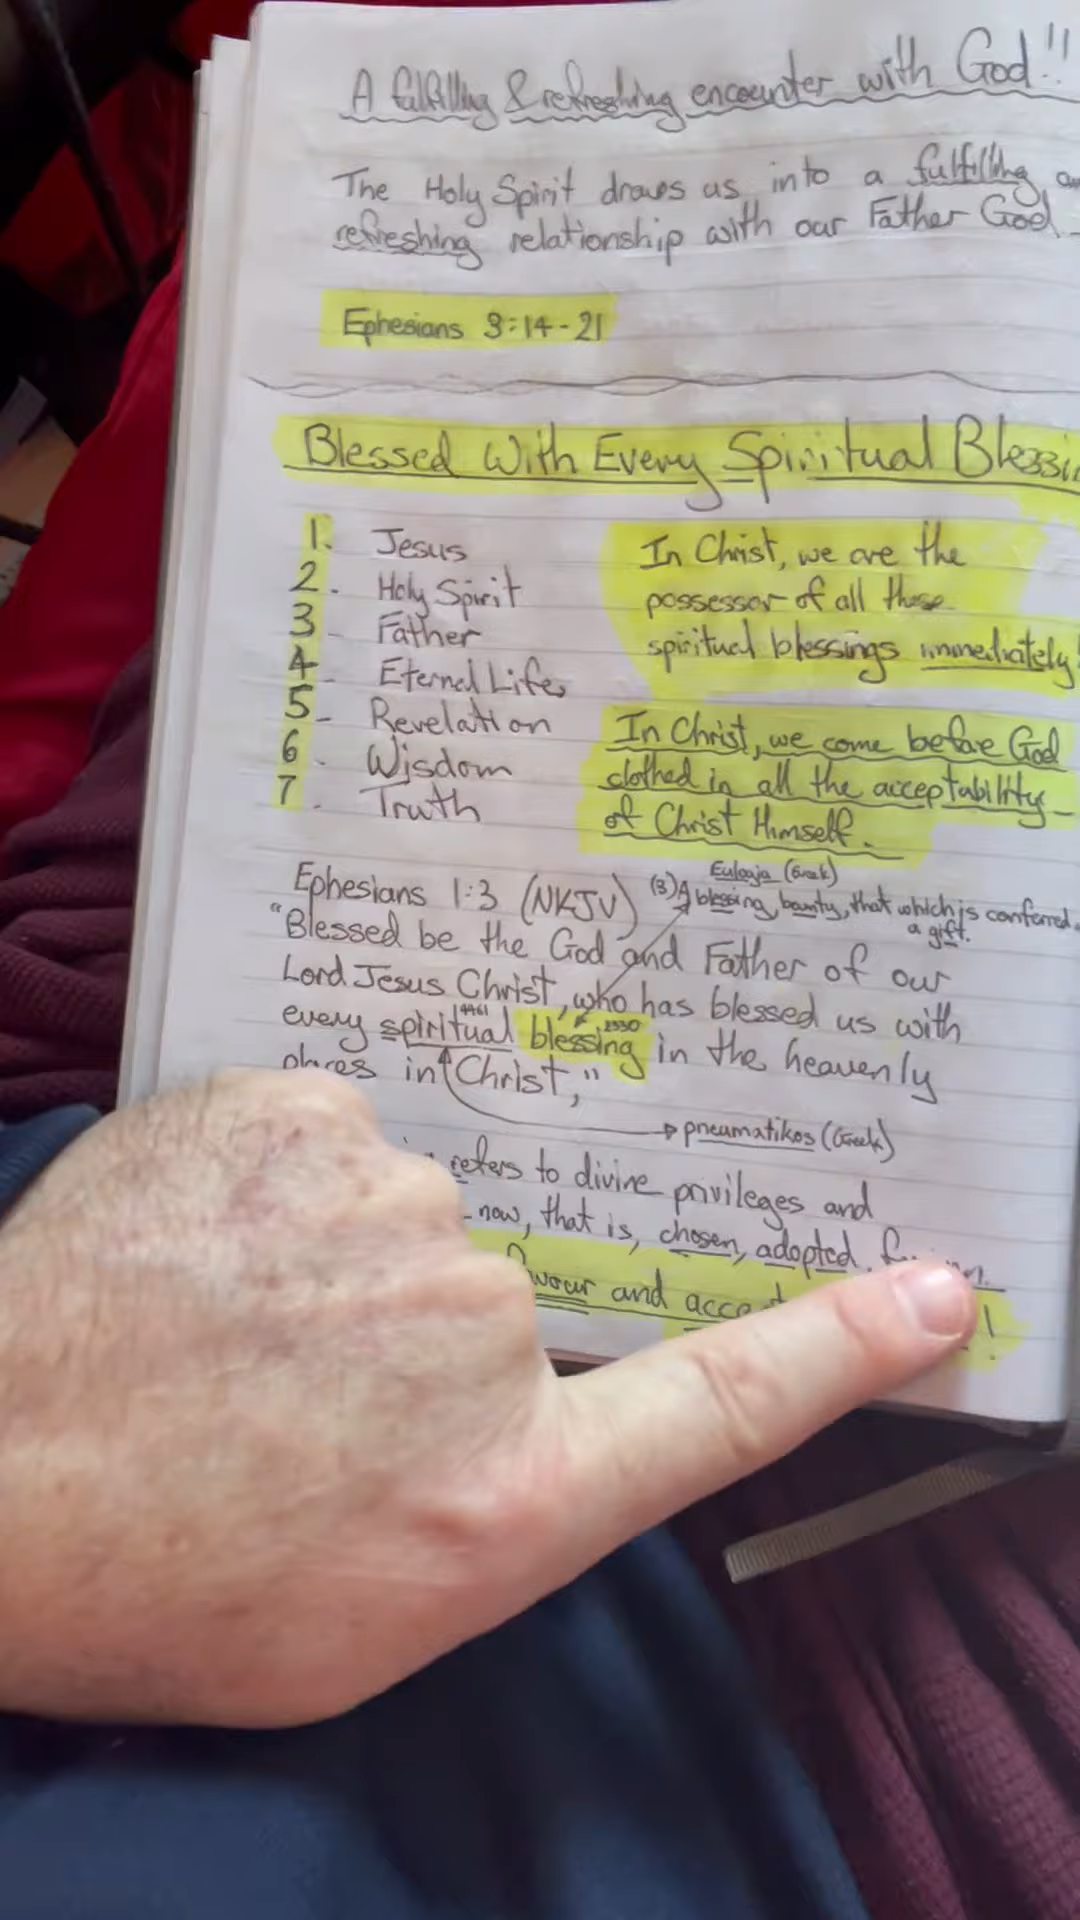 A fulfilling & refreshing encounter with God!!
The Holy Spirit draws us into a fulfilling
refreshing relationship with our Father God
Ephesians 3:14-21
Blessed With Every Spiritual
1. Jesus
2. Holy Spirit
3. Father
4. Eternal Life
5. Revelation
6. Wisdom
7. Truth
In Christ, we are the
possessor of all these
spiritual blessings immediately!
In Christ, we come before God
clothed in all the acceptability
of Christ Himself.
Eulogia (Greek)
Ephesians 1:3 (NKJV) (3) A blessing, bounty, that which is conferred
a gift.
"Blessed be the God and Father of our
Lord Jesus Christ, who has blessed us with
4461 2330
every spiritual blessing in the heavenly
places in Christ,"
pneumatikos (Greek)
refers to divine privileges and
now, that is, chosen, adopted,
and